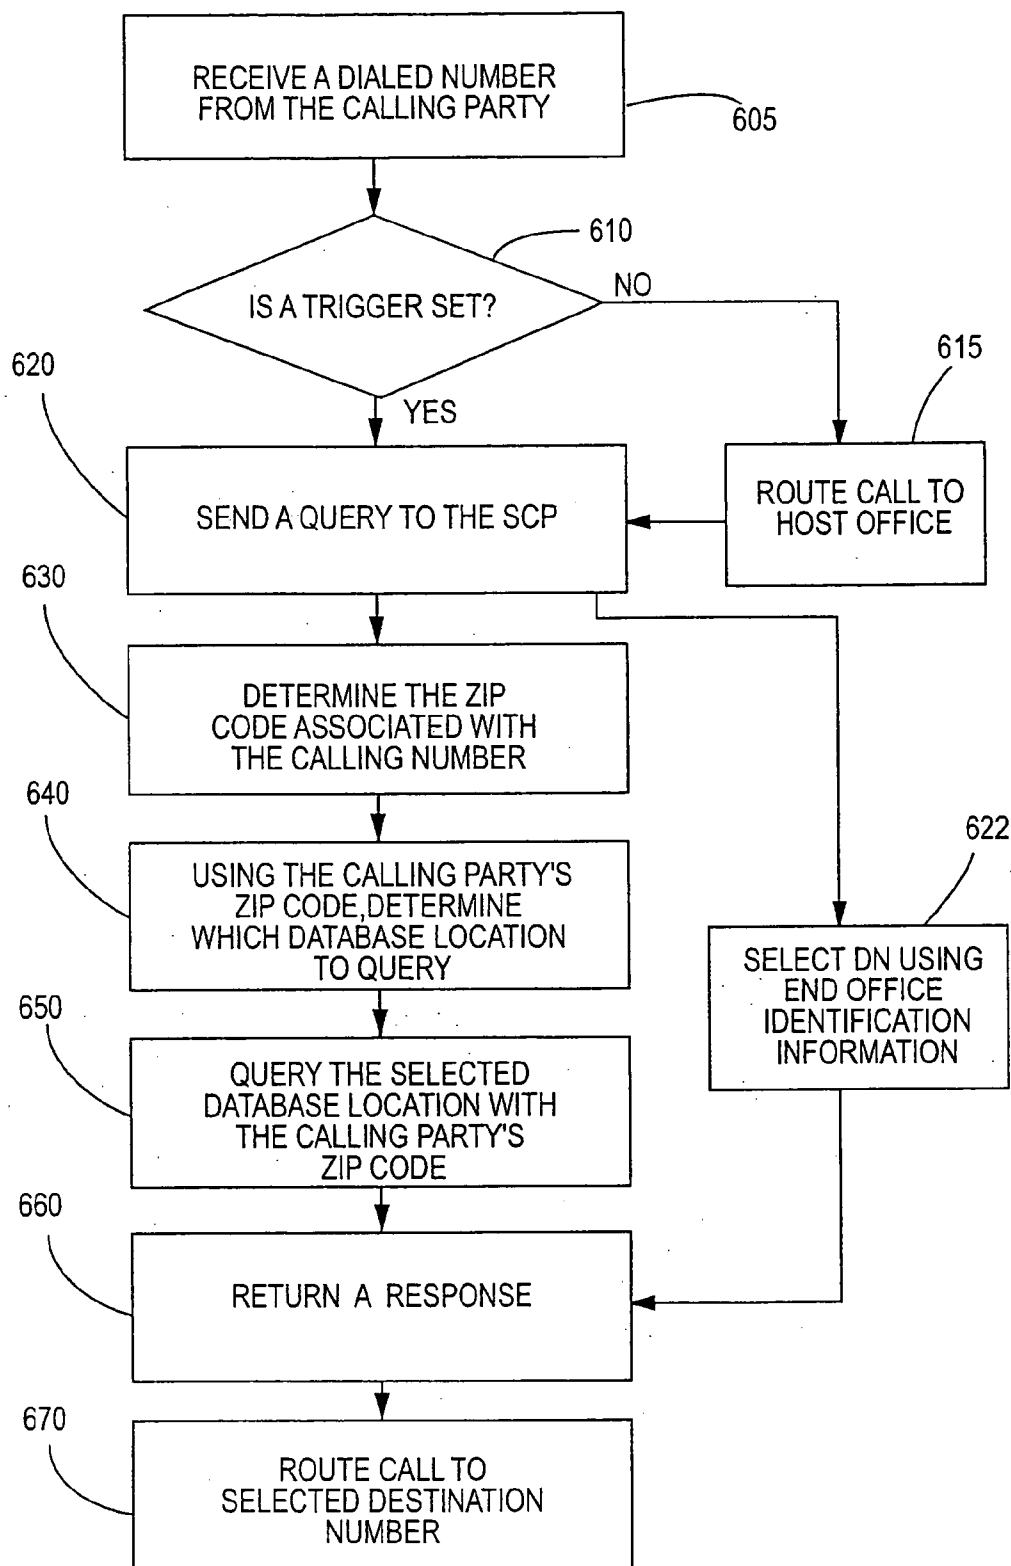 RECEIVE A DIALED NUMBER
FROM THE CALLING PARTY
605
610
IS A TRIGGER SET?
NO
620
615
YES
SEND A QUERY TO THE SCP
ROUTE CALL TO
HOST OFFICE
630
DETERMINE THE ZIP
CODE ASSOCIATED WITH
THE CALLING NUMBER
640
622
USING THE CALLING PARTY'S
ZIP CODE,DETERMINE
WHICH DATABASE LOCATION
TO QUERY
SELECT DN USING
END OFFICE
IDENTIFICATION
INFORMATION
650
QUERY THE SELECTED
DATABASE LOCATION WITH
THE CALLING PARTY'S
ZIP CODE
660
RETURN A RESPONSE
670
ROUTE CALL TO
SELECTED DESTINATION
NUMBER